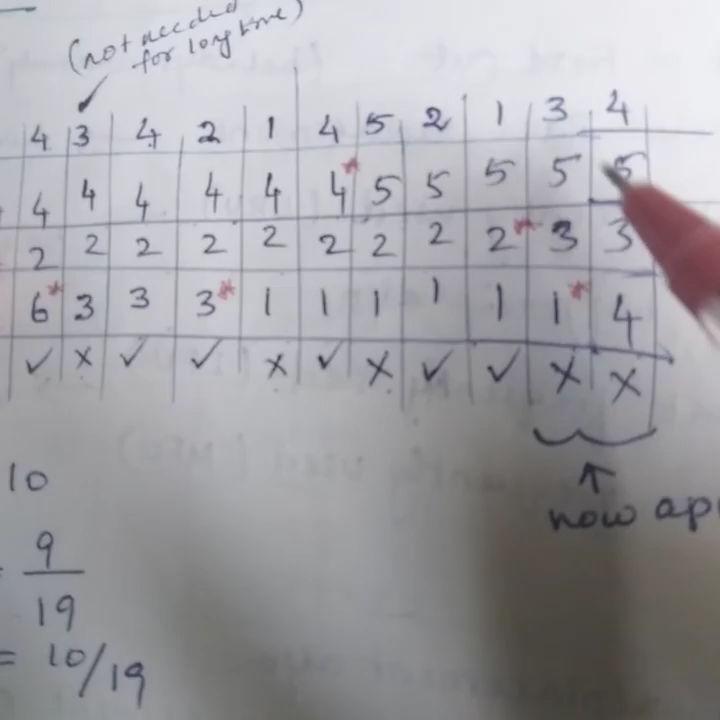 (not needed
for long time)
4 3 4 2 1 4 5 2 1 3 4
4 4 4 4 4 4* 5 5 5 5 5
2 2 2 2 2 2 2 2 2* 3 3
6* 3 3 3* 1 1 1 1 1 1* 4
✓ x ✓ ✓ x ✓ x ✓ ✓ x x
↑
now
10
9
19
= 10/19